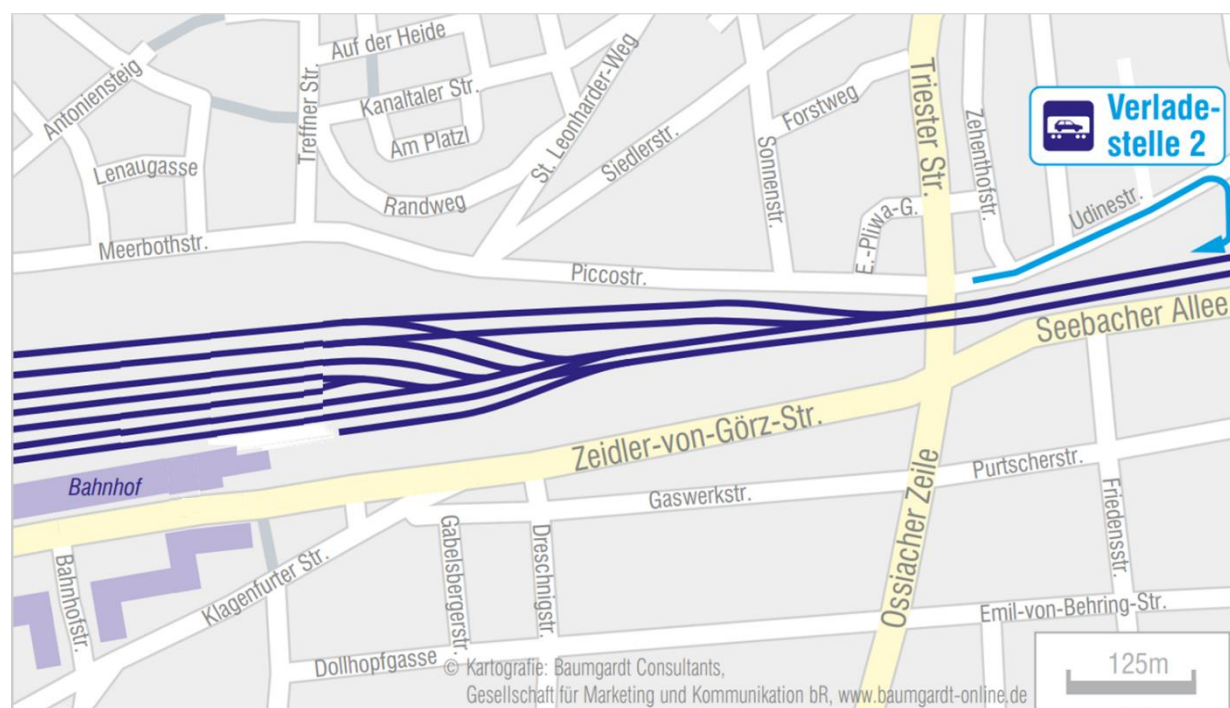 Auf der Heide
Antoniensteig
Treffner Str.
Kanaltaler Str.
St. Leonharder-Weg
Am Platzl
Lenaugasse
Siedlerstr.
Randweg
Meerbothstr.
Piccostr.
Sonnenstr.
Forstweg
Triester Str.
Zehenthofstr.
E.-Pliwa-G.
Verlade-
stelle 2
Udinestr.
Seebacher Allee
Zeidler-von-Görz-Str.
Bahnhof
Gaswerkstr.
Purtscherstr.
Ossiacher Zeile
Friedensstr.
Bahnhofstr.
Klagenfurter Str.
Gabelsbergerstr.
Dreschnigstr.
Emil-von-Behring-Str.
Dollhopfgasse
© Kartografie: Baumgardt Consultants,
Gesellschaft für Marketing und Kommunikation bR, www.baumgardt-online.de
125m